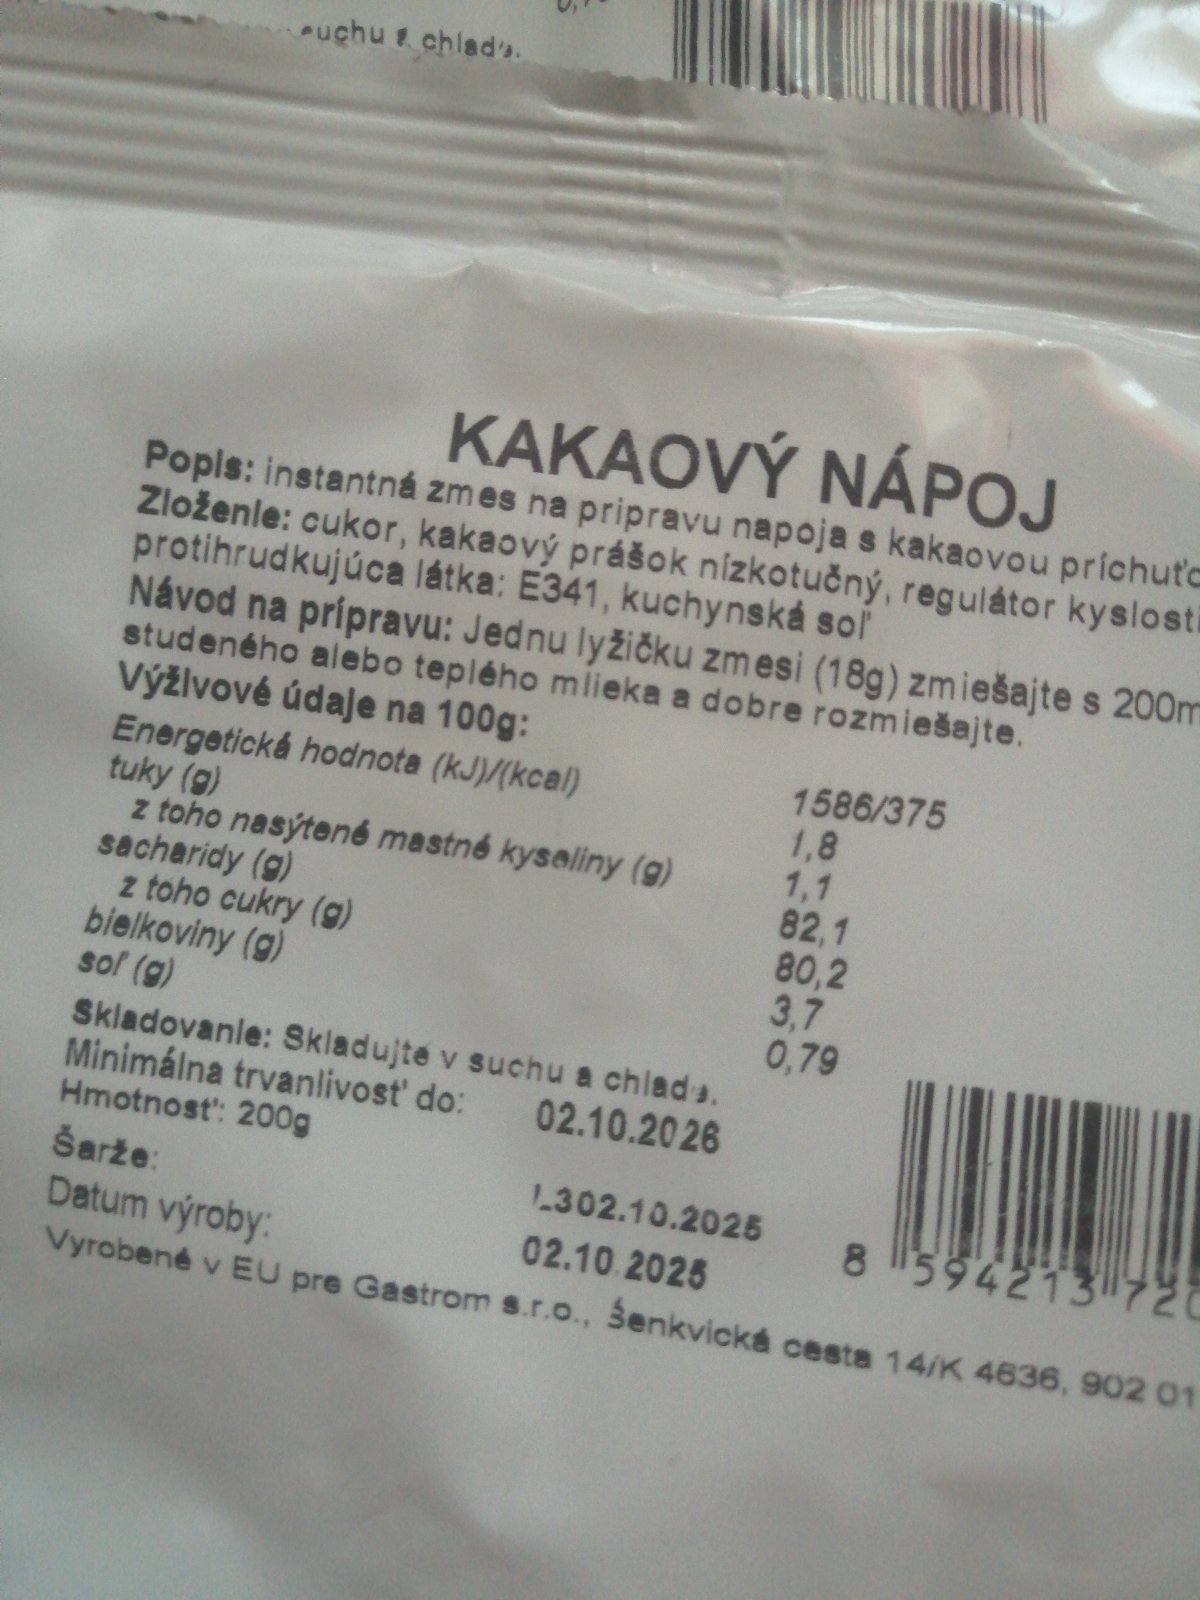 suchu a chlade.
KAKAOVÝ NÁPOJ
Popis: instantná zmes na prípravu napoja s kakaovou
Zloženie: cukor, kakaový prášok nízkotučný, regulátor
protihrudkujúca látka: E341, kuchynská soľ
Návod na prípravu: Jednu lyžičku zmesi (18g) zmiešajte s
studeného alebo teplého mlieka a dobre rozmiešajte.
Výživové údaje na 100g:
Energetická hodnota (kJ)/(kcal) 1586/375
tuky (g) 1,8
z toho nasýtené mastné kyseliny (g) 1,1
sacharidy (g) 82,1
z toho cukry (g) 80,2
bielkoviny (g) 3,7
soľ (g) 0,79
Skladovanie: Skladujte v suchu a chlade.
Minimálna trvanlivosť do: 02.10.2026
Hmotnosť: 200g
Šarže: L302.10.2025
Datum výroby: 02.10.2025
8 594213 720
Vyrobené v EU pre Gastrom s.r.o., Šenkvická cesta 14/K 4636, 902 01